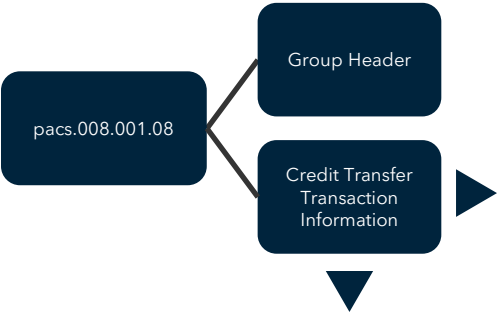 Group Header
pacs.008.001.08
Credit Transfer
Transaction
Information